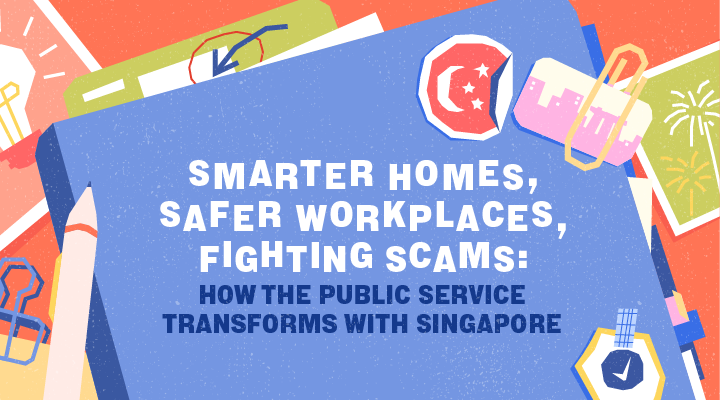 SMARTER HOMES,
SAFER WORKPLACES,
FIGHTING SCAMS:
HOW THE PUBLIC SERVICE
TRANSFORMS WITH SINGAPORE